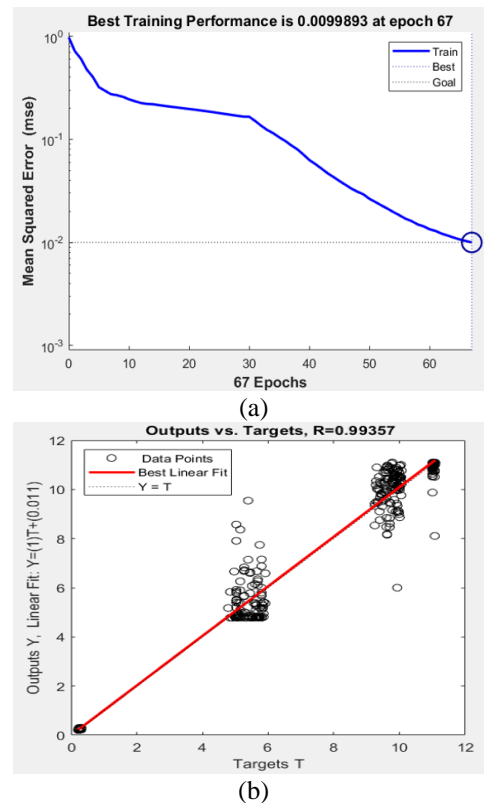 Best Training Performance is 0.0099893 at epoch 67
10^0
10^-1
10^-2
10^-3
Mean Squared Error (mse)
Train
Best
Goal
0 10 20 30 40 50 60
67 Epochs
(a)
Outputs vs. Targets, R=0.99357
12
10
8
6
4
2
0
Outputs Y, Linear Fit: Y=(1)T+(0.011)
Data Points
Best Linear Fit
Y = T
0 2 4 6 8 10 12
Targets T
(b)